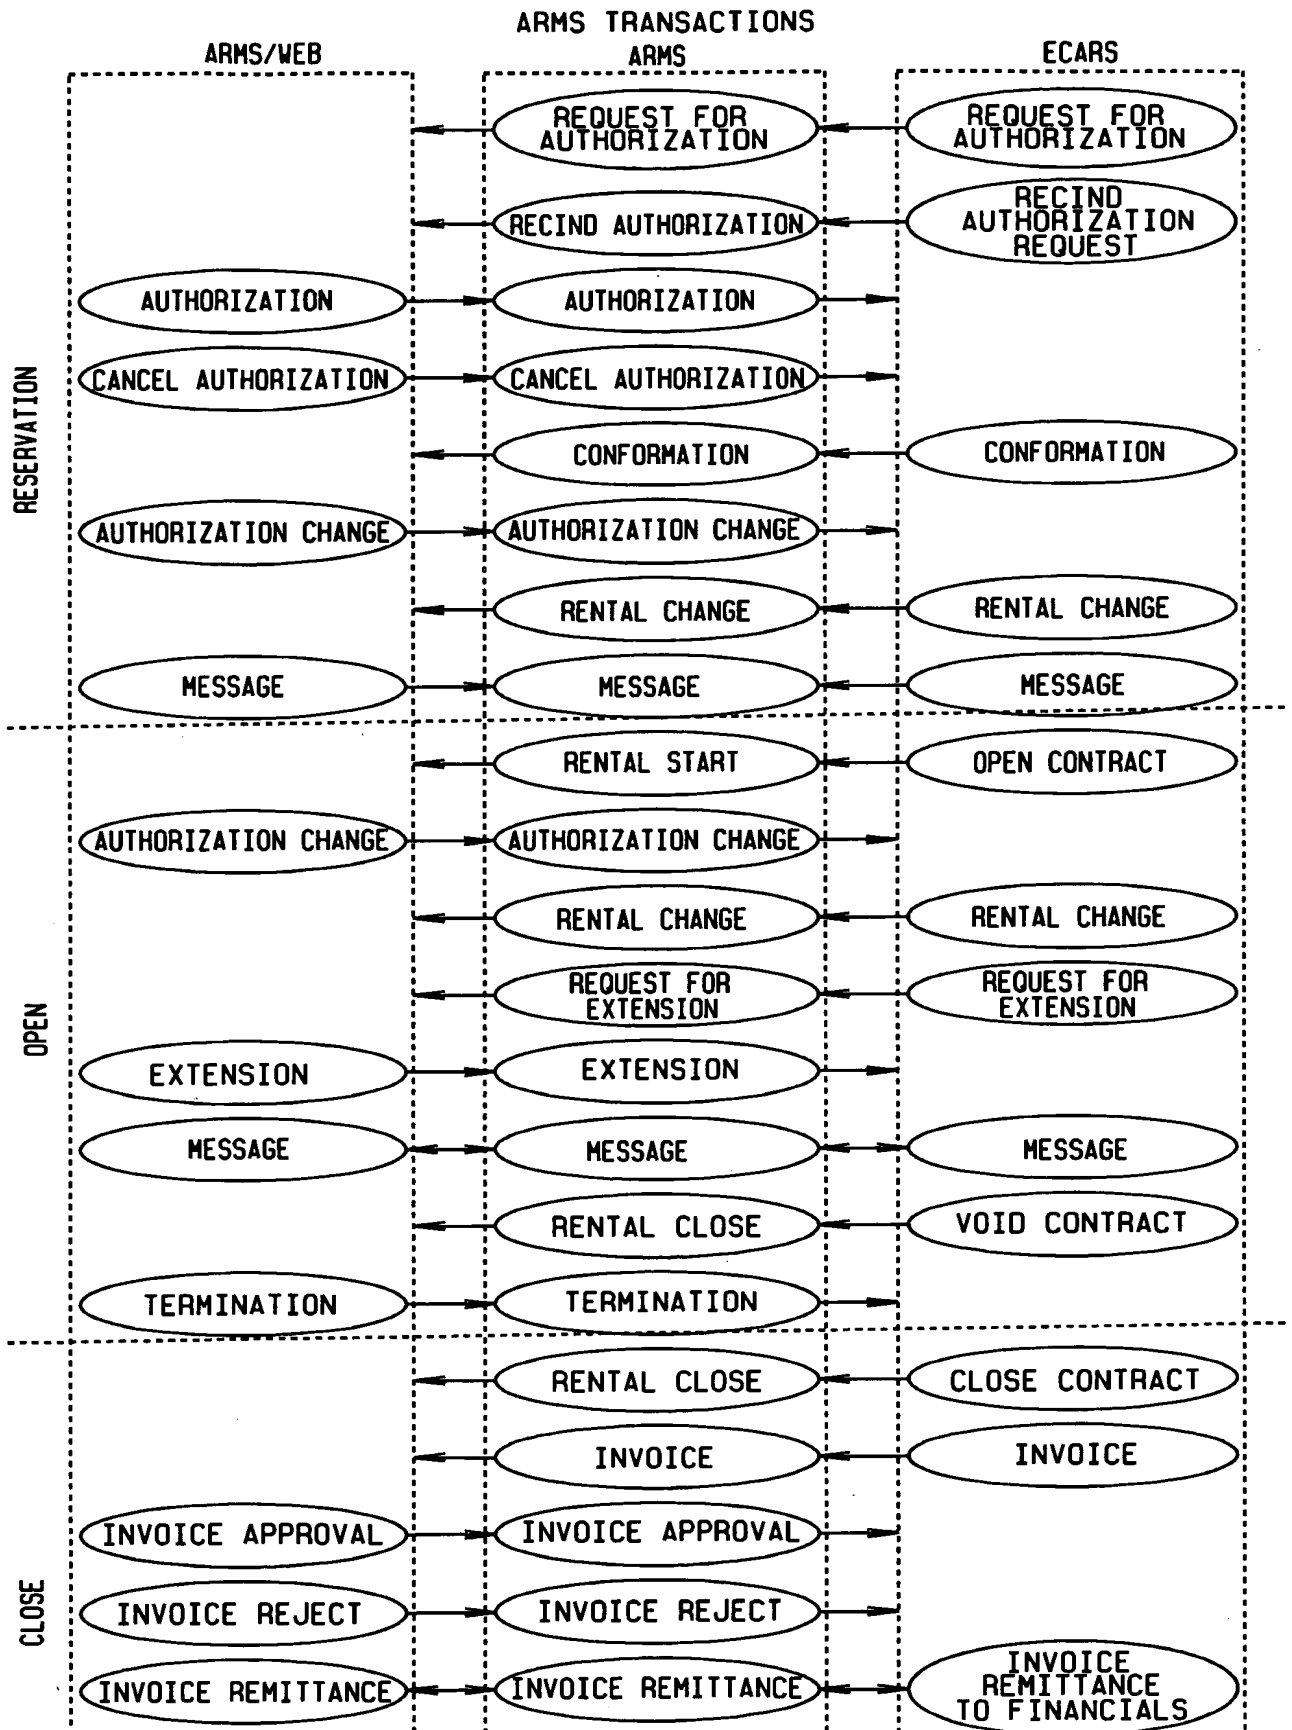 ARMS TRANSACTIONS
ARMS/WEB
ARMS
ECARS
RESERVATION
REQUEST FOR
AUTHORIZATION
REQUEST FOR
AUTHORIZATION
RECIND AUTHORIZATION
RECIND
AUTHORIZATION
REQUEST
AUTHORIZATION
AUTHORIZATION
CANCEL AUTHORIZATION
CANCEL AUTHORIZATION
CONFORMATION
CONFORMATION
AUTHORIZATION CHANGE
AUTHORIZATION CHANGE
RENTAL CHANGE
RENTAL CHANGE
MESSAGE
MESSAGE
MESSAGE
OPEN
RENTAL START
OPEN CONTRACT
AUTHORIZATION CHANGE
AUTHORIZATION CHANGE
RENTAL CHANGE
RENTAL CHANGE
REQUEST FOR
EXTENSION
REQUEST FOR
EXTENSION
EXTENSION
EXTENSION
MESSAGE
MESSAGE
MESSAGE
RENTAL CLOSE
VOID CONTRACT
TERMINATION
TERMINATION
CLOSE
RENTAL CLOSE
CLOSE CONTRACT
INVOICE
INVOICE
INVOICE APPROVAL
INVOICE APPROVAL
INVOICE REJECT
INVOICE REJECT
INVOICE REMITTANCE
INVOICE REMITTANCE
INVOICE
REMITTANCE
TO FINANCIALS